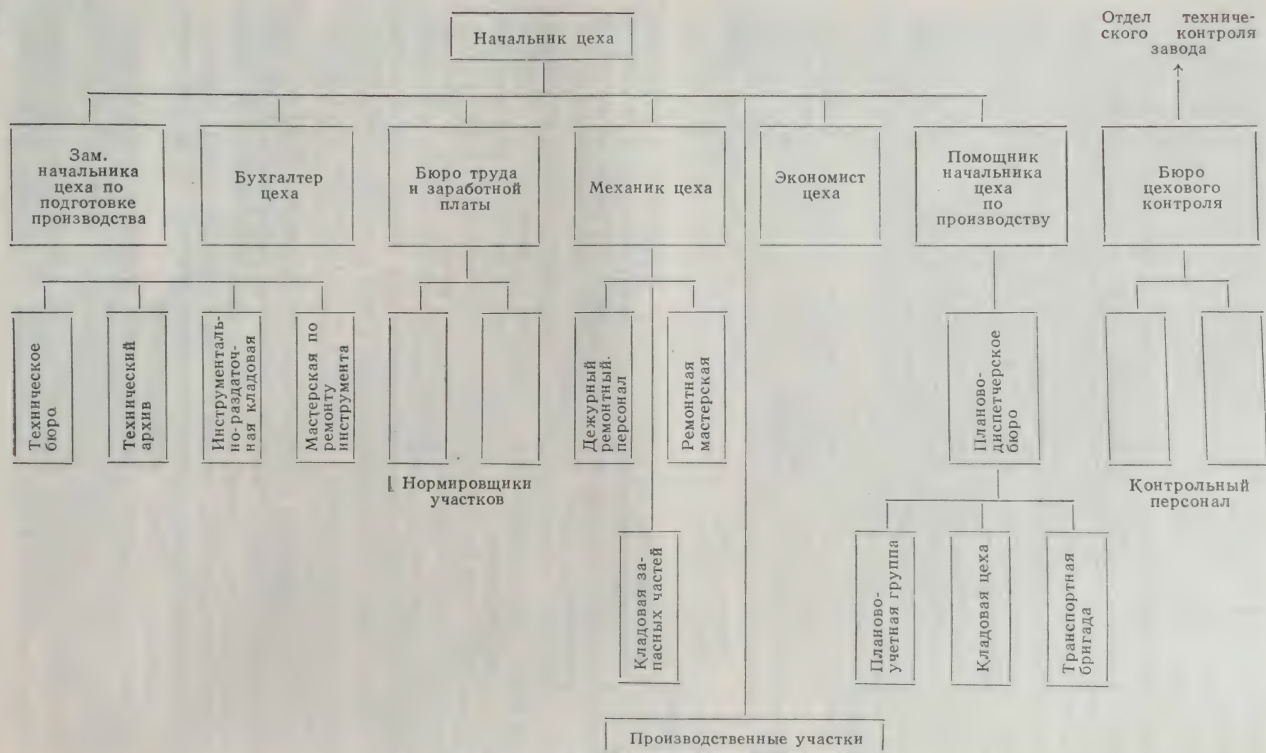 Начальник цеха
Отдел техниче-
ского контроля
завода
Зам.
начальника
цеха по
подготовке
производства
Бухгалтер
цеха
Бюро труда
и заработной
платы
Механик цеха
Экономист
цеха
Помощник
начальника
цеха
по
производству
Бюро
цехового
контроля
Техническое
бюро
Технический
архив
Инструменталь-
но-раздаточ-
ная кладовая
Мастерская по
ремонту
инструмента
Нормировщики
участков
Дежурный
ремонтный
персонал
Ремонтная
мастерская
Кладовая за-
пасных частей
Планово-
диспетчерское
бюро
Планово-
учетная группа
Кладовая цеха
Транспортная
бригада
Контрольный
персонал
Производственные участки